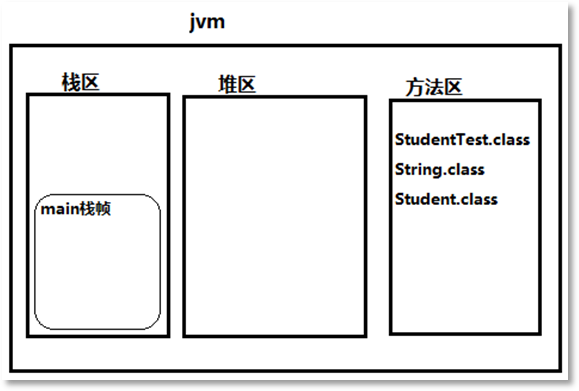 jvm
栈区
堆区
方法区
StudentTest.class
String.class
Student.class
main栈帧